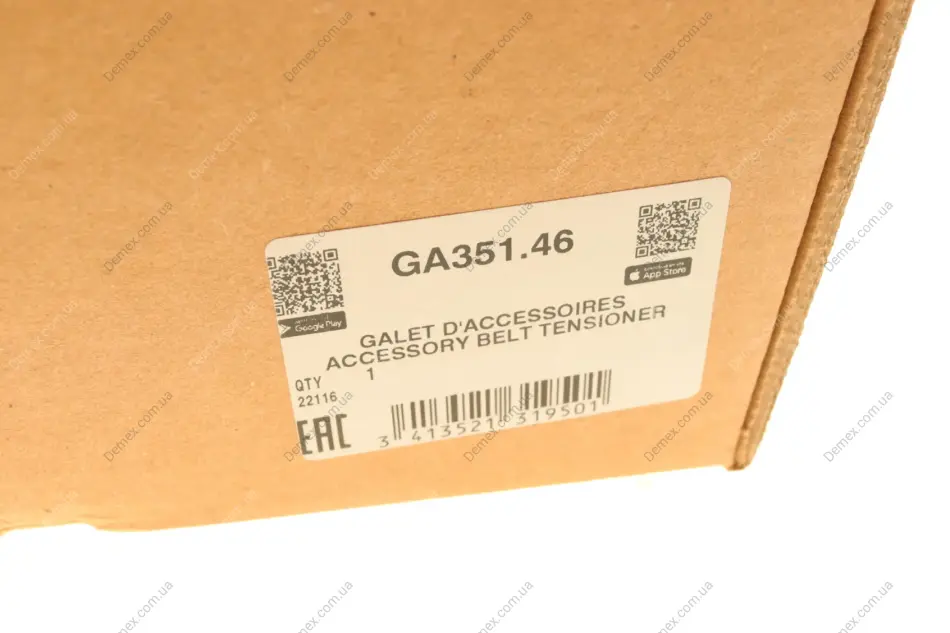 GA351.46
Google Play
App Store
GALET D'ACCESSOIRES
ACCESSORY BELT TENSIONER
QTY 1
22116
EAC
3 413521 319501
Demex.com.ua